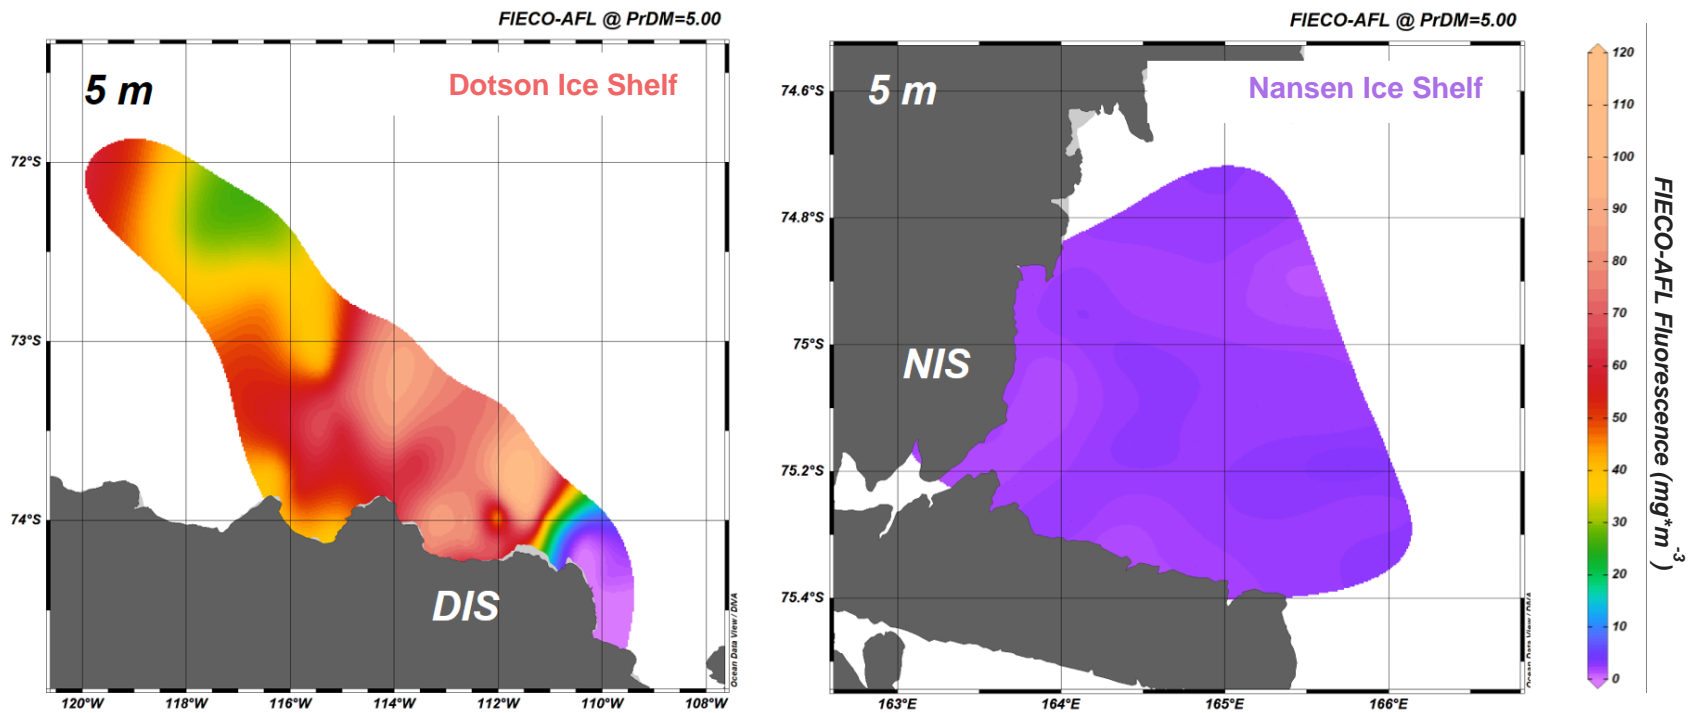 FlECO-AFL @ PrDM=5.00
5 m
Dotson Ice Shelf
72°S
73°S
74°S
DIS
120°W
118°W
116°W
114°W
112°W
110°W
108°W
Ocean Data View / DIVA
FlECO-AFL @ PrDM=5.00
5 m
Nansen Ice Shelf
74.6°S
74.8°S
75°S
75.2°S
75.4°S
NIS
163°E
164°E
165°E
166°E
Ocean Data View / DIVA
120
110
100
90
80
70
60
50
40
30
20
10
0
FlECO-AFL Fluorescence (mg*m-3)